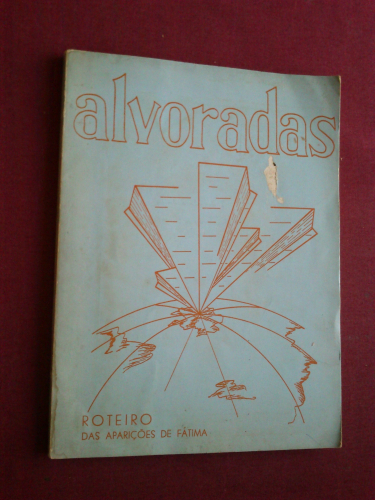 alvoradas
ROTEIRO
DAS APARIÇÕES DE FÁTIMA